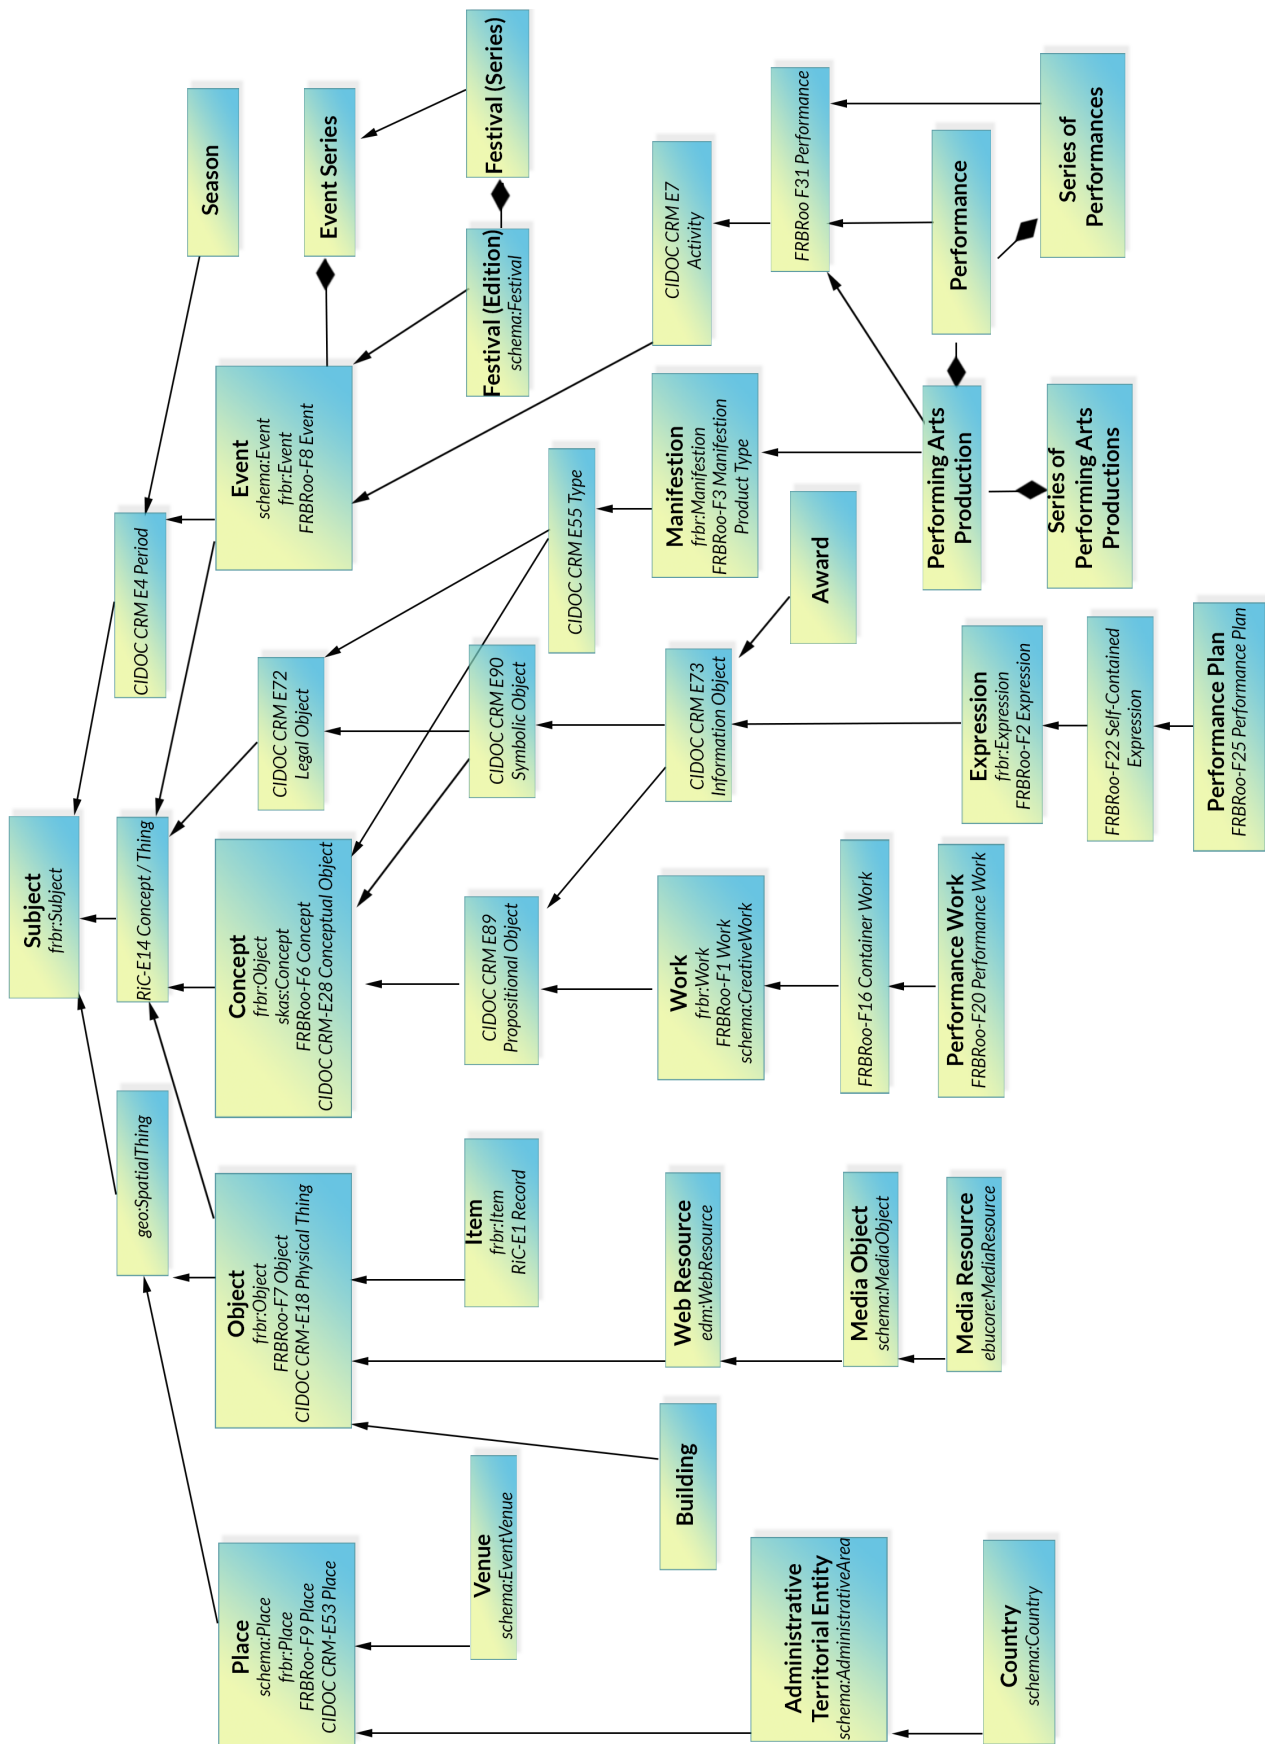 Subject
frbr:Subject
geo:SpatialThing
RiC-E14 Concept / Thing
CIDOC CRM E4 Period
Season
Place
schema:Place
frbr:Place
FRBRoo-F9 Place
CIDOC CRM-E53 Place
Object
frbr:Object
FRBRoo-F7 Object
CIDOC CRM-E18 Physical Thing
Concept
frbr:Object
skas:Concept
FRBRoo-F6 Concept
CIDOC CRM-E28 Conceptual Object
CIDOC CRM E72
Legal Object
Event
schema:Event
frbr:Event
FRBRoo-F8 Event
Event Series
Venue
schema:EventVenue
Item
frbr:Item
RiC-E1 Record
CIDOC CRM E89
Propositional Object
CIDOC CRM E90
Symbolic Object
CIDOC CRM E55 Type
Festival (Edition)
schema:Festival
Festival (Series)
Building
Web Resource
edm:WebResource
Work
frbr:Work
FRBRoo-F1 Work
schema:CreativeWork
CIDOC CRM E73
Information Object
Manifestion
frbr:Manifestion
FRBRoo-F3 Manifestion
Product Type
CIDOC CRM E7
Activity
Administrative
Territorial Entity
schema:AdministrativeArea
Media Object
schema:MediaObject
FRBRoo-F16 Container Work
Award
FRBRoo F31 Performance
Country
schema:Country
Media Resource
ebucore:MediaResource
Performance Work
FRBRoo-F20 Performance Work
Expression
frbr:Expression
FRBRoo-F2 Expression
Performing Arts
Production
Performance
FRBRoo-F22 Self-Contained
Expression
Series of
Performing Arts
Productions
Series of
Performances
Performance Plan
FRBRoo-F25 Performance Plan